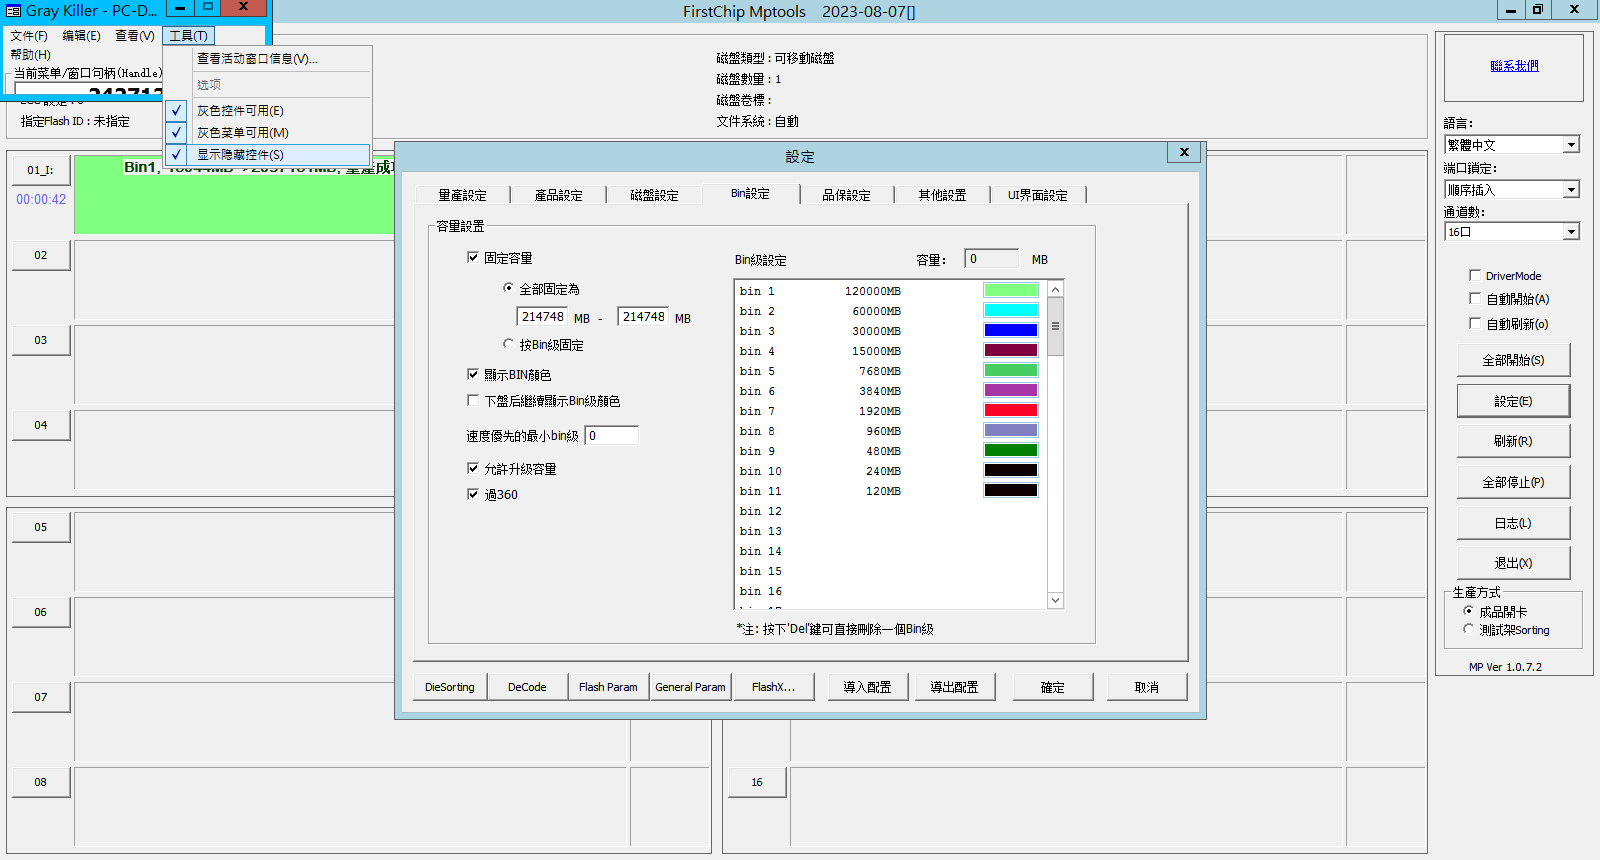 Gray Killer - PC-D...
文件(F) 编辑(E) 查看(V) 工具(T)
帮助(H)
当前菜单/窗口句柄(Handle)
查看活动窗口信息(V)...
选项
灰色控件可用(E)
灰色菜单可用(M)
显示隐藏控件(S)
FirstChip Mptools 2023-08-07[]
指定Flash ID : 未指定
磁盤類型 : 可移動磁盤
磁盤數量 : 1
磁盤卷標 :
文件系統 : 自動
01_I:
00:00:42
02
03
04
05
06
07
08
16
設定
量產設定 產品設定 磁盤設定 Bin設定 品保設定 其他設置 UI界面設定
容量設置
固定容量
全部固定為
214748 MB - 214748 MB
按Bin級固定
顯示BIN顏色
下盤后繼續顯示Bin级顏色
速度優先的最小bin級 0
允許升级容量
過360
Bin級設定 容量: 0 MB
bin 1 120000MB
bin 2 60000MB
bin 3 30000MB
bin 4 15000MB
bin 5 7680MB
bin 6 3840MB
bin 7 1920MB
bin 8 960MB
bin 9 480MB
bin 10 240MB
bin 11 120MB
bin 12
bin 13
bin 14
bin 15
bin 16
*注: 按下'Del'鍵可直接刪除一個Bin級
DieSorting DeCode Flash Param General Param FlashX... 導入配置 導出配置 確定 取消
聯系我們
語言:
繁體中文
端口鎖定:
順序插入
通道數:
16口
DriverMode
自動開始(A)
自動刷新(o)
全部開始(S)
設定(E)
刷新(R)
全部停止(P)
日志(L)
退出(X)
生產方式
成品開卡
測試架Sorting
MP Ver 1.0.7.2